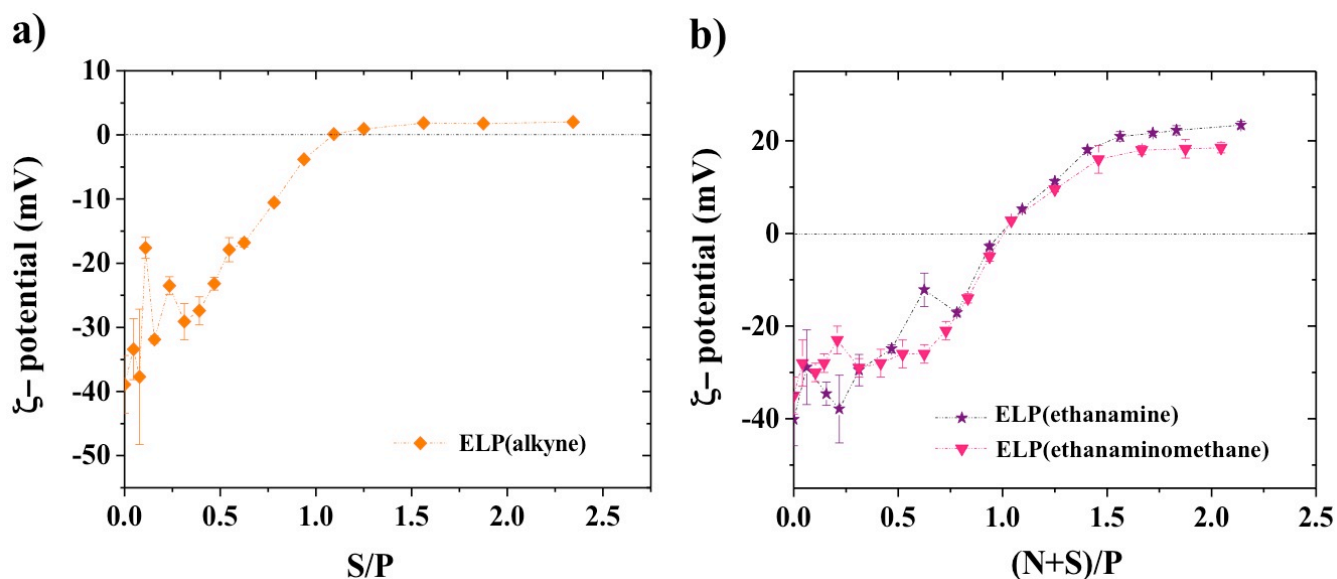 a)
ζ– potential (mV)
10
0
-10
-20
-30
-40
-50
ELP(alkyne)
0.0 0.5 1.0 1.5 2.0 2.5
S/P
b)
ζ– potential (mV)
20
0
-20
-40
ELP(ethanamine)
ELP(ethanaminomethane)
0.0 0.5 1.0 1.5 2.0 2.5
(N+S)/P